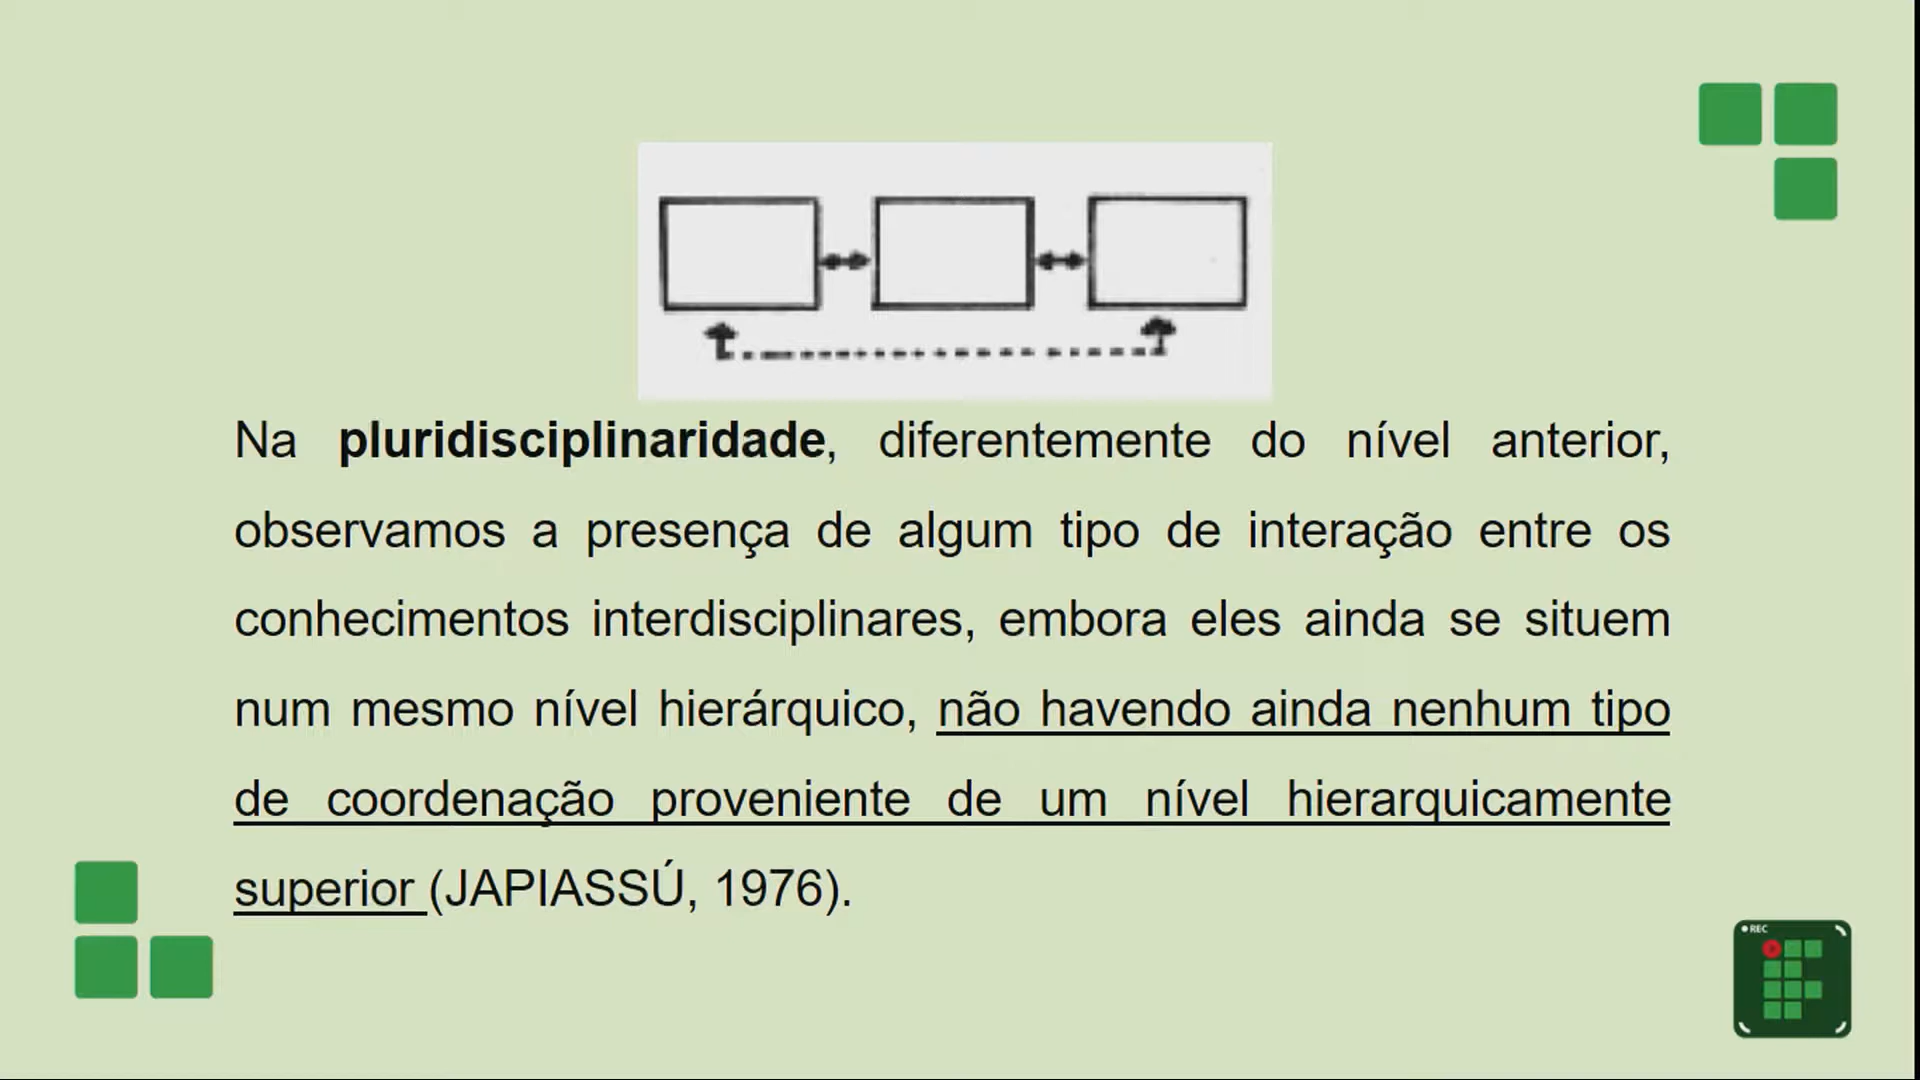 Na pluridisciplinaridade, diferentemente do nível anterior,
observamos a presença de algum tipo de interação entre os
conhecimentos interdisciplinares, embora eles ainda se situem
num mesmo nível hierárquico, não havendo ainda nenhum tipo
de coordenação proveniente de um nível hierarquicamente
superior (JAPIASSÚ, 1976).
REC